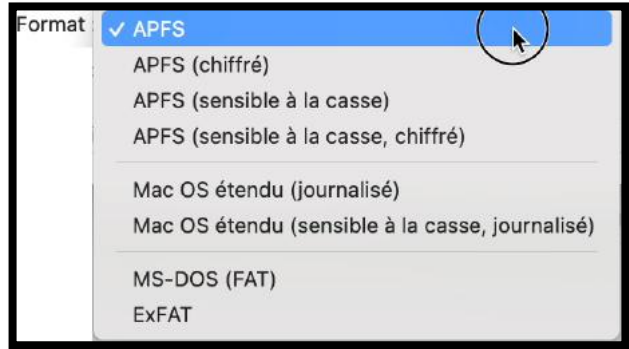 Format : ✓ APFS
APFS (chiffré)
APFS (sensible à la casse)
APFS (sensible à la casse, chiffré)
Mac OS étendu (journalisé)
Mac OS étendu (sensible à la casse, journalisé)
MS-DOS (FAT)
ExFAT